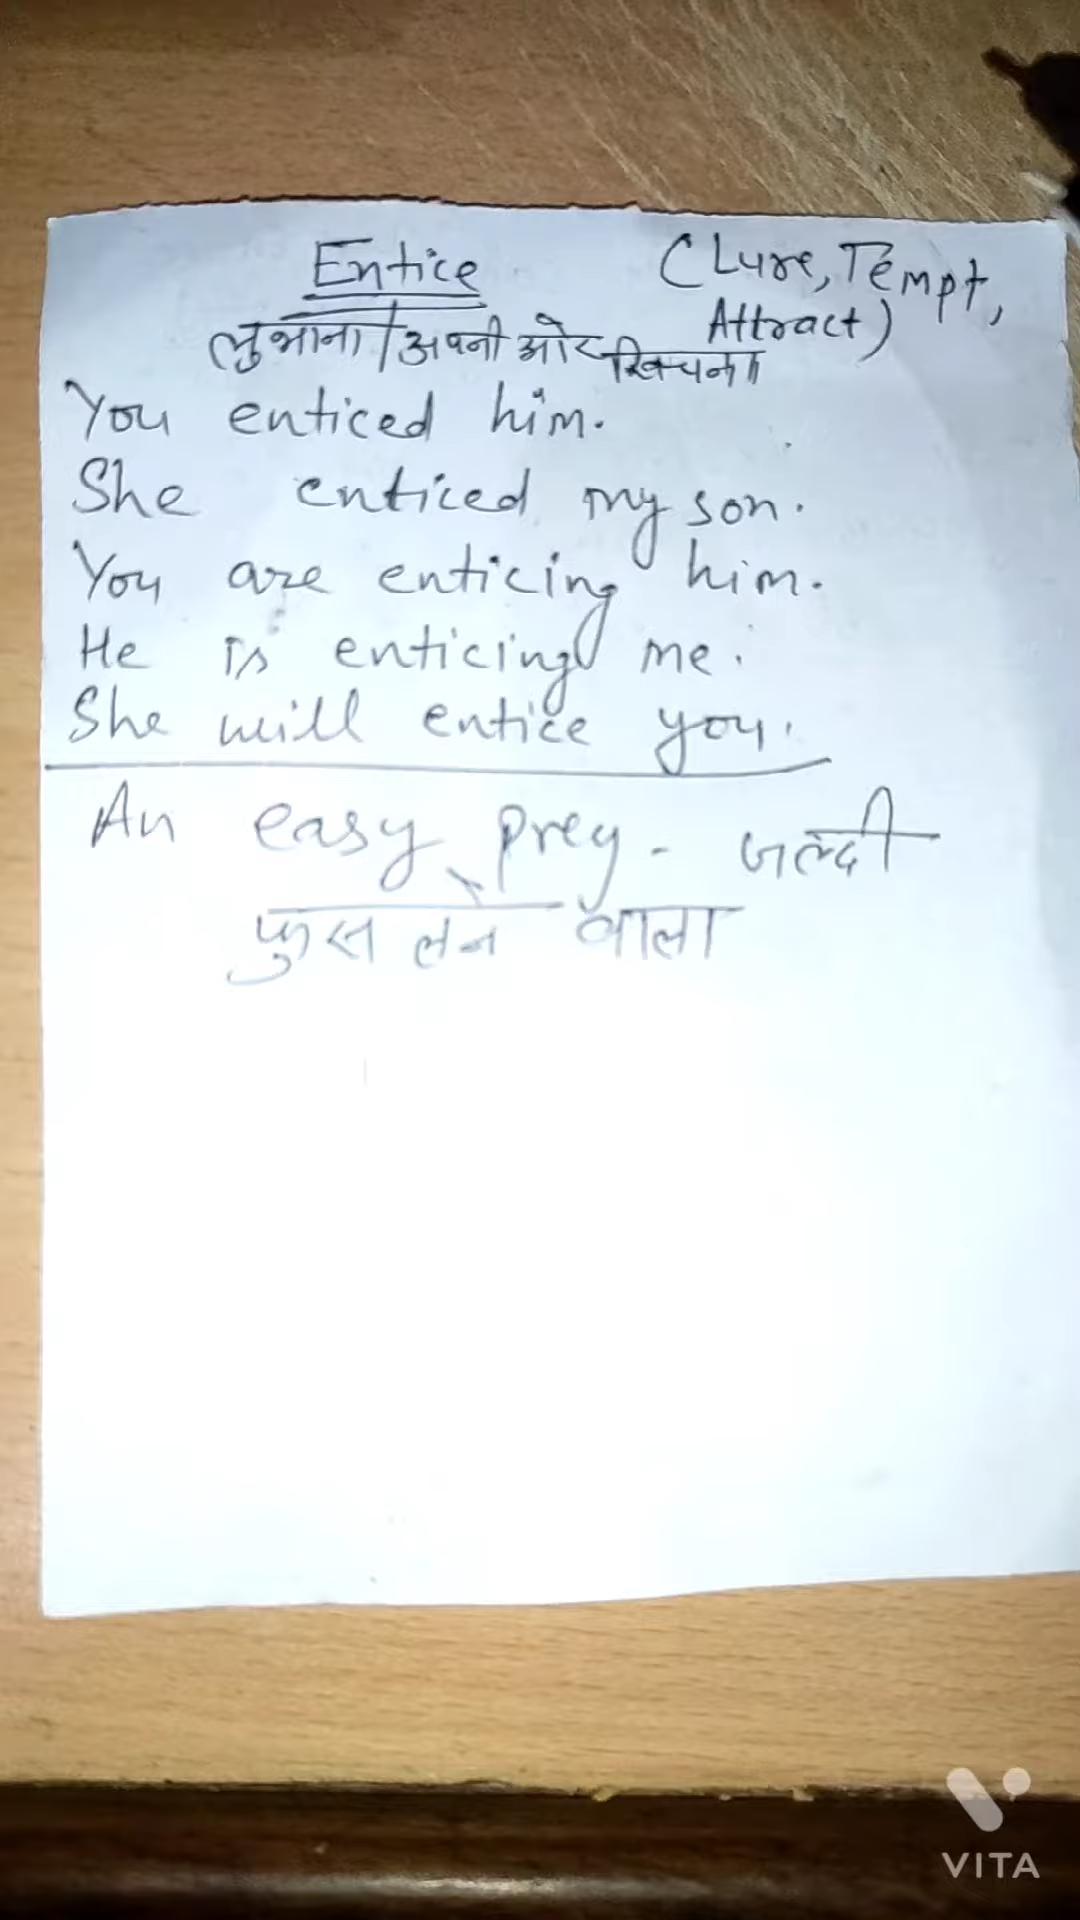 Entice (Lure, Tempt,
Attract)
लुभाना/अपनी ओर खिचना
You enticed him.
She enticed my son.
You are enticing him.
He is enticing me.
She will entice you.
An easy prey - जल्दी
फुसलने वाला
VITA